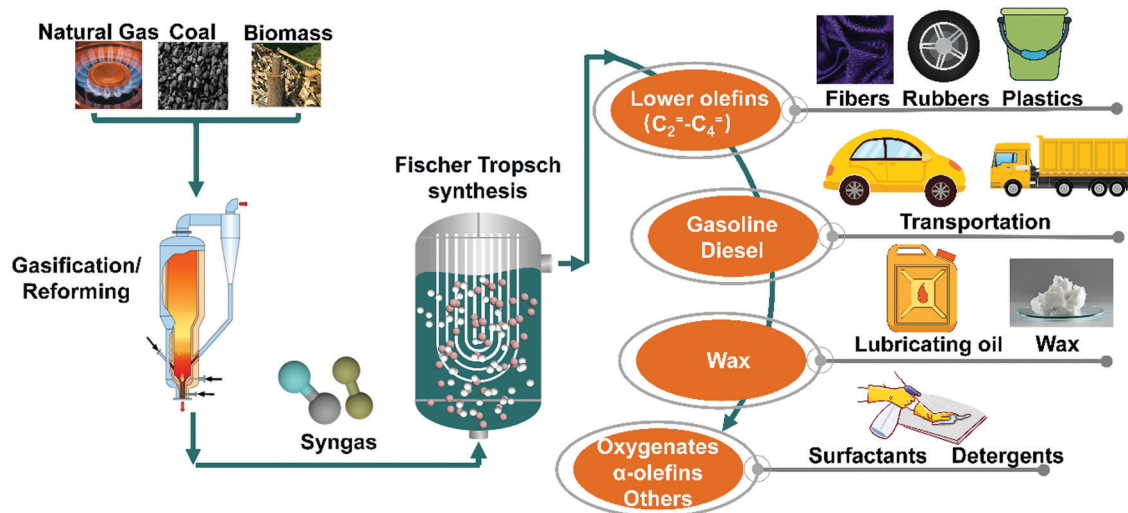 Natural Gas
Coal
Biomass
Gasification/
Reforming
Syngas
Fischer Tropsch
synthesis
Lower olefins
(C₂⁼-C₄⁼)
Fibers
Rubbers
Plastics
Gasoline
Diesel
Transportation
Wax
Lubricating oil
Wax
Oxygenates
α-olefins
Others
Surfactants
Detergents